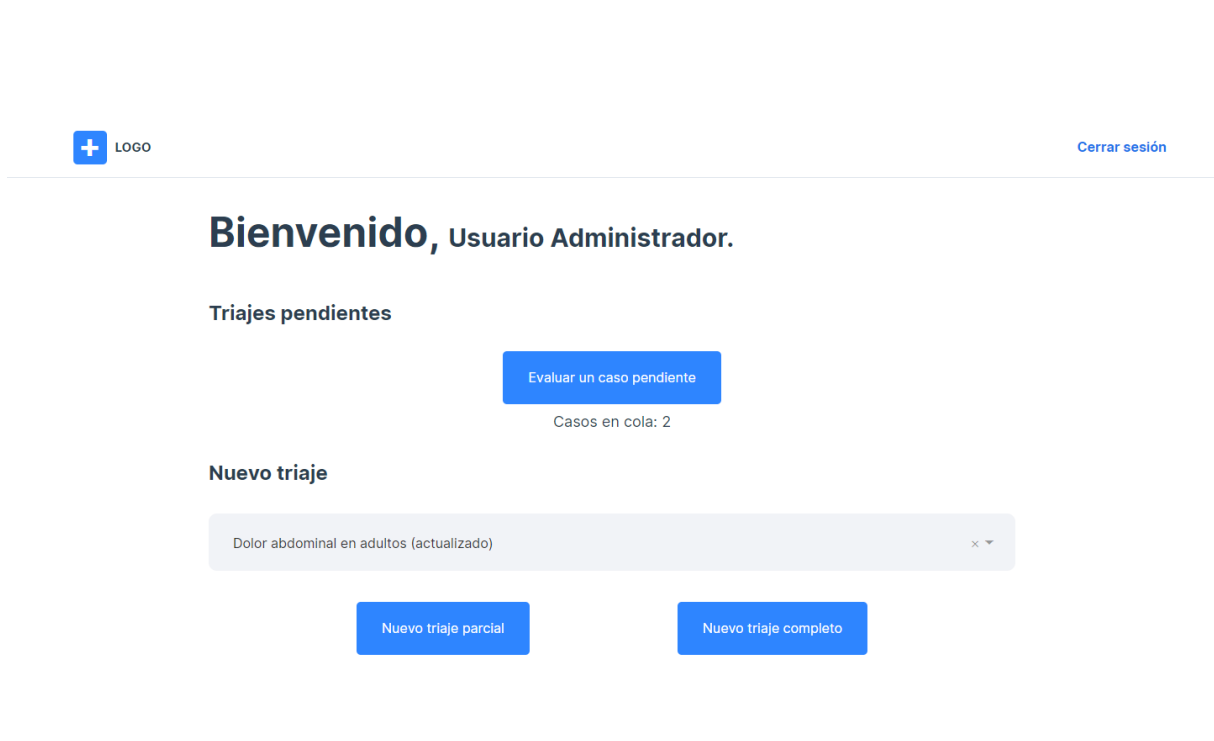 LOGO
Cerrar sesión
Bienvenido, Usuario Administrador.
Triajes pendientes
Evaluar un caso pendiente
Casos en cola: 2
Nuevo triaje
Dolor abdominal en adultos (actualizado)
Nuevo triaje parcial
Nuevo triaje completo